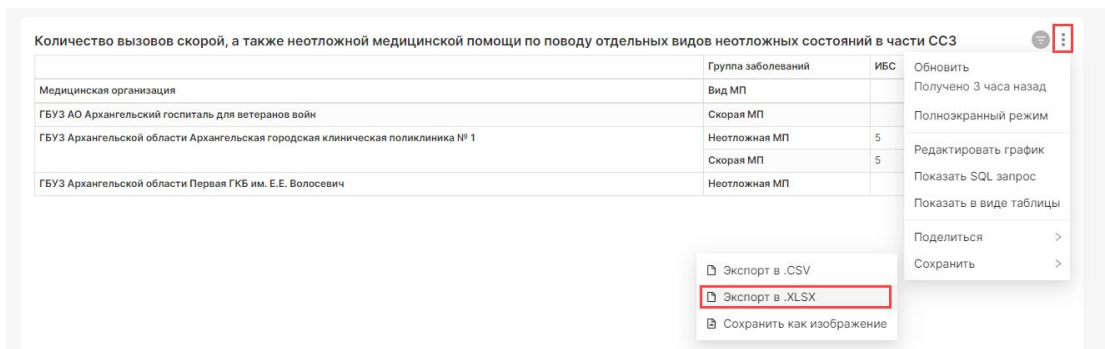 Количество вызовов скорой, а также неотложной медицинской помощи по поводу отдельных видов неотложных состояний в части ССЗ
Группа заболеваний ИБС
Медицинская организация Вид МП
ГБУЗ АО Архангельский госпиталь для ветеранов войн Скорая МП
ГБУЗ Архангельской области Архангельская городская клиническая поликлиника № 1 Неотложная МП 5
Скорая МП 5
ГБУЗ Архангельской области Первая ГКБ им. Е.Е. Волосевич Неотложная МП
Обновить
Получено 3 часа назад
Полноэкранный режим
Редактировать график
Показать SQL запрос
Показать в виде таблицы
Поделиться >
Сохранить >
Экспорт в .CSV
Экспорт в .XLSX
Сохранить как изображение